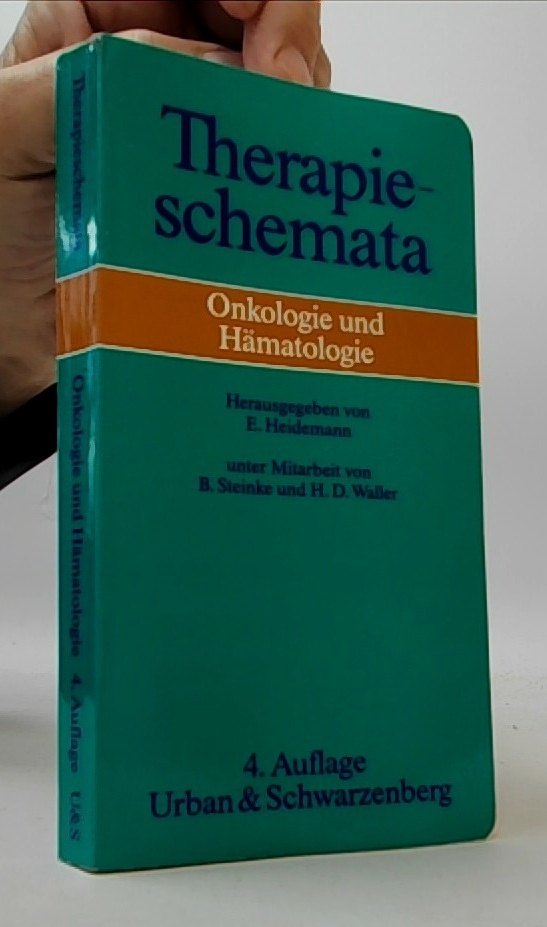 Therapie-
schemata
Onkologie und
Hämatologie
Herausgegeben von
E. Heidemann
unter Mitarbeit von
B. Steinke und H. D. Waller
4. Auflage
Urban & Schwarzenberg
Therapieschemata
Onkologie und Hämatologie 4. Auflage U&S